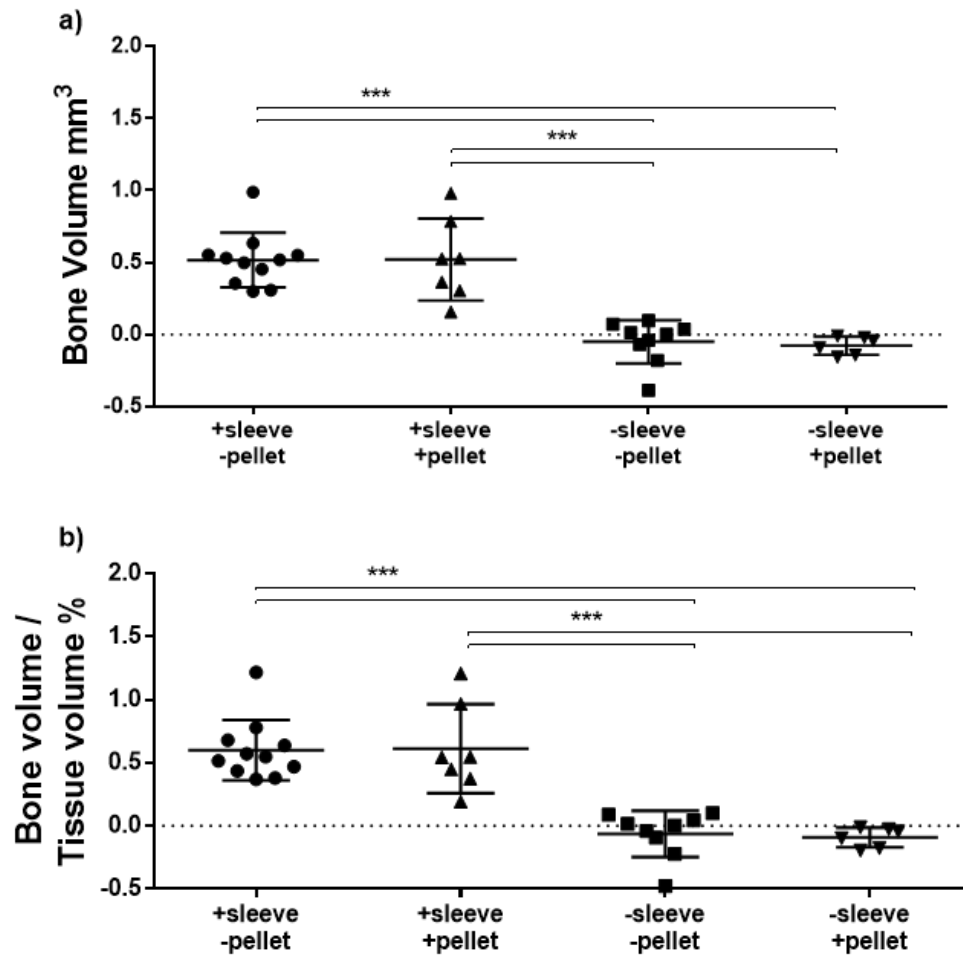 a)
Bone Volume mm³
2.0
1.5
1.0
0.5
0.0
-0.5
***
***
+sleeve
-pellet
+sleeve
+pellet
-sleeve
-pellet
-sleeve
+pellet
b)
Bone volume /
Tissue volume %
2.0
1.5
1.0
0.5
0.0
-0.5
***
***
+sleeve
-pellet
+sleeve
+pellet
-sleeve
-pellet
-sleeve
+pellet